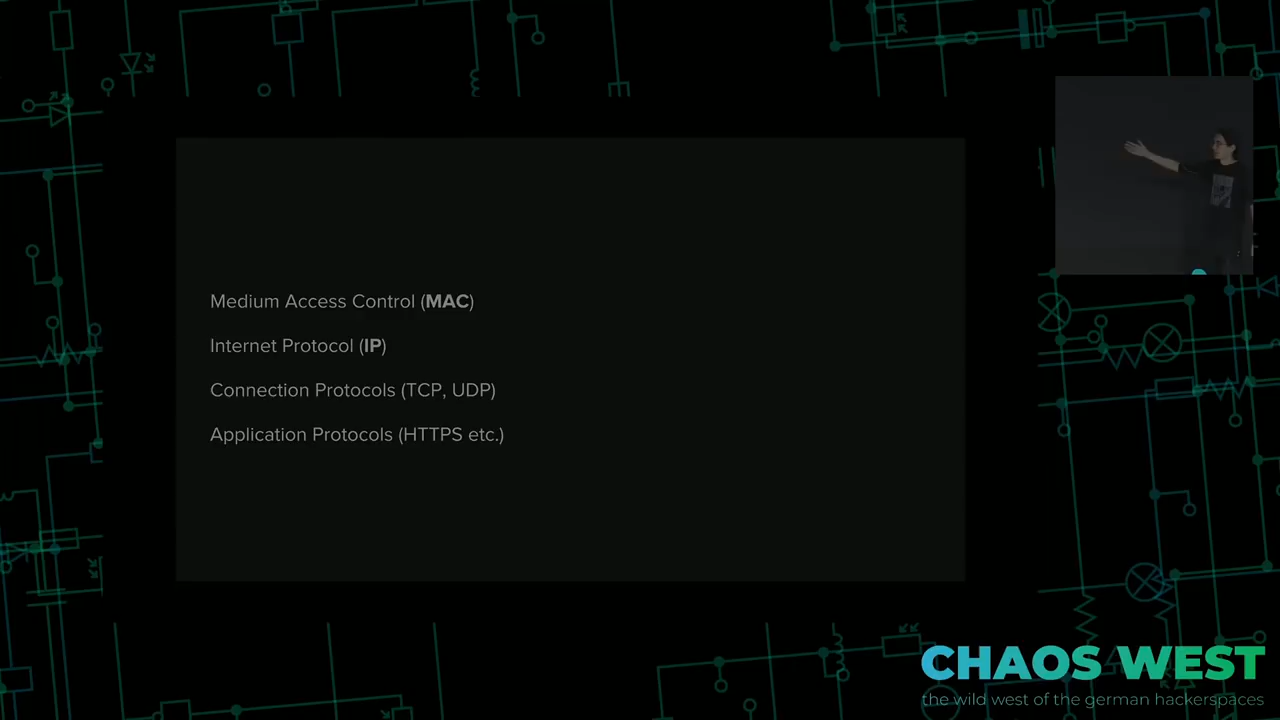 Medium Access Control (MAC)
Internet Protocol (IP)
Connection Protocols (TCP, UDP)
Application Protocols (HTTPS etc.)
CHAOS WEST
the wild west of the german hackerspaces